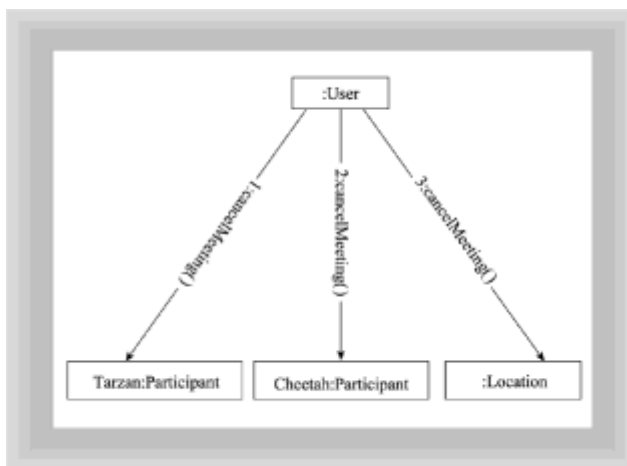 :User
1:cancelMeeting()
2:cancelMeeting()
3:cancelMeeting()
Tarzan:Participant
Cheetah:Participant
:Location